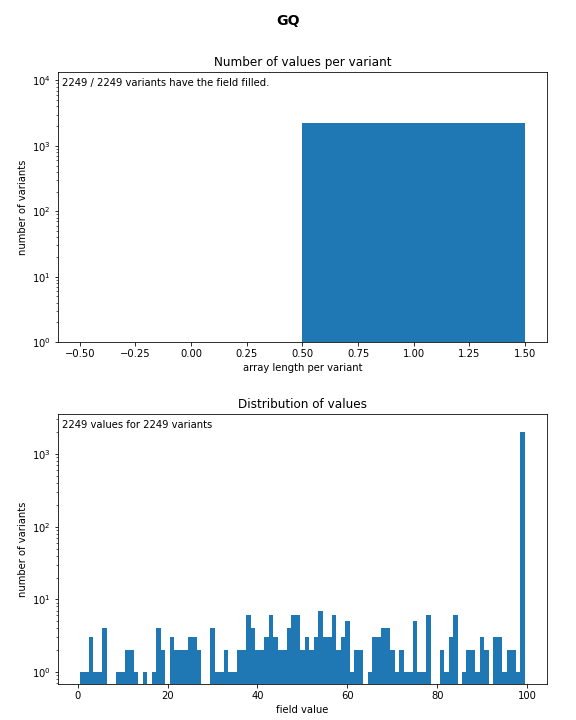 GQ
Number of values per variant
2249 / 2249 variants have the field filled.
number of variants
10⁴
10³
10²
10¹
10⁰
−0.50 −0.25 0.00 0.25 0.50 0.75 1.00 1.25 1.50
array length per variant
Distribution of values
2249 values for 2249 variants
number of variants
10³
10²
10¹
10⁰
0 20 40 60 80 100
field value